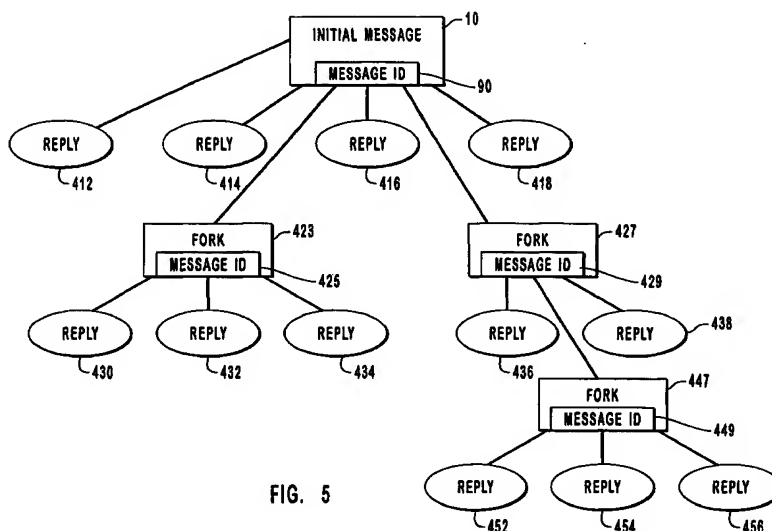 10
INITIAL MESSAGE
MESSAGE ID
90
REPLY REPLY REPLY REPLY
412 414 416 418
423 427
FORK FORK
MESSAGE ID MESSAGE ID
425 429
REPLY REPLY REPLY REPLY REPLY
438
430 432 434 436
447
FORK
MESSAGE ID
449
REPLY REPLY REPLY
452 454 456
FIG. 5